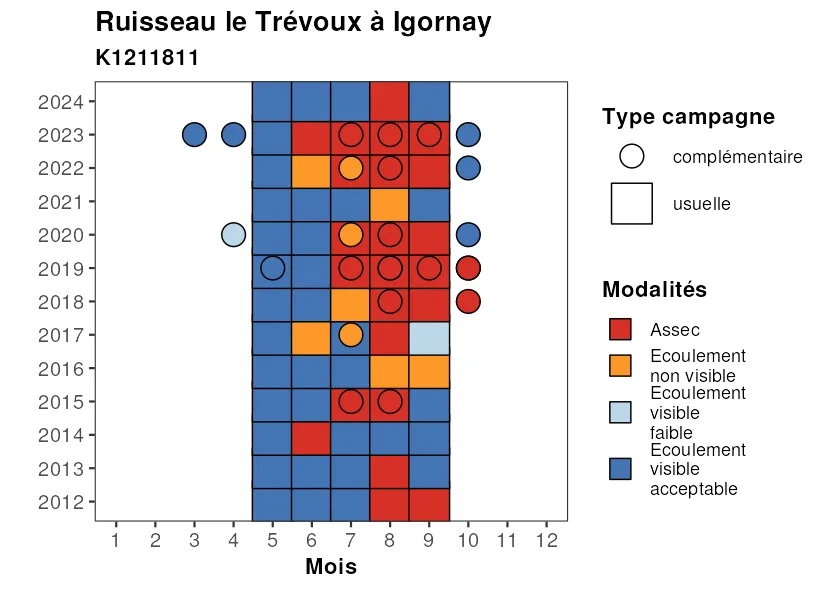 Ruisseau le Trévoux à Igornay
K1211811
2024
2023
2022
2021
2020
2019
2018
2017
2016
2015
2014
2013
2012
1 2 3 4 5 6 7 8 9 10 11 12
Mois
Type campagne
complémentaire
usuelle
Modalités
Assec
Ecoulement
non visible
Ecoulement
visible
faible
Ecoulement
visible
acceptable